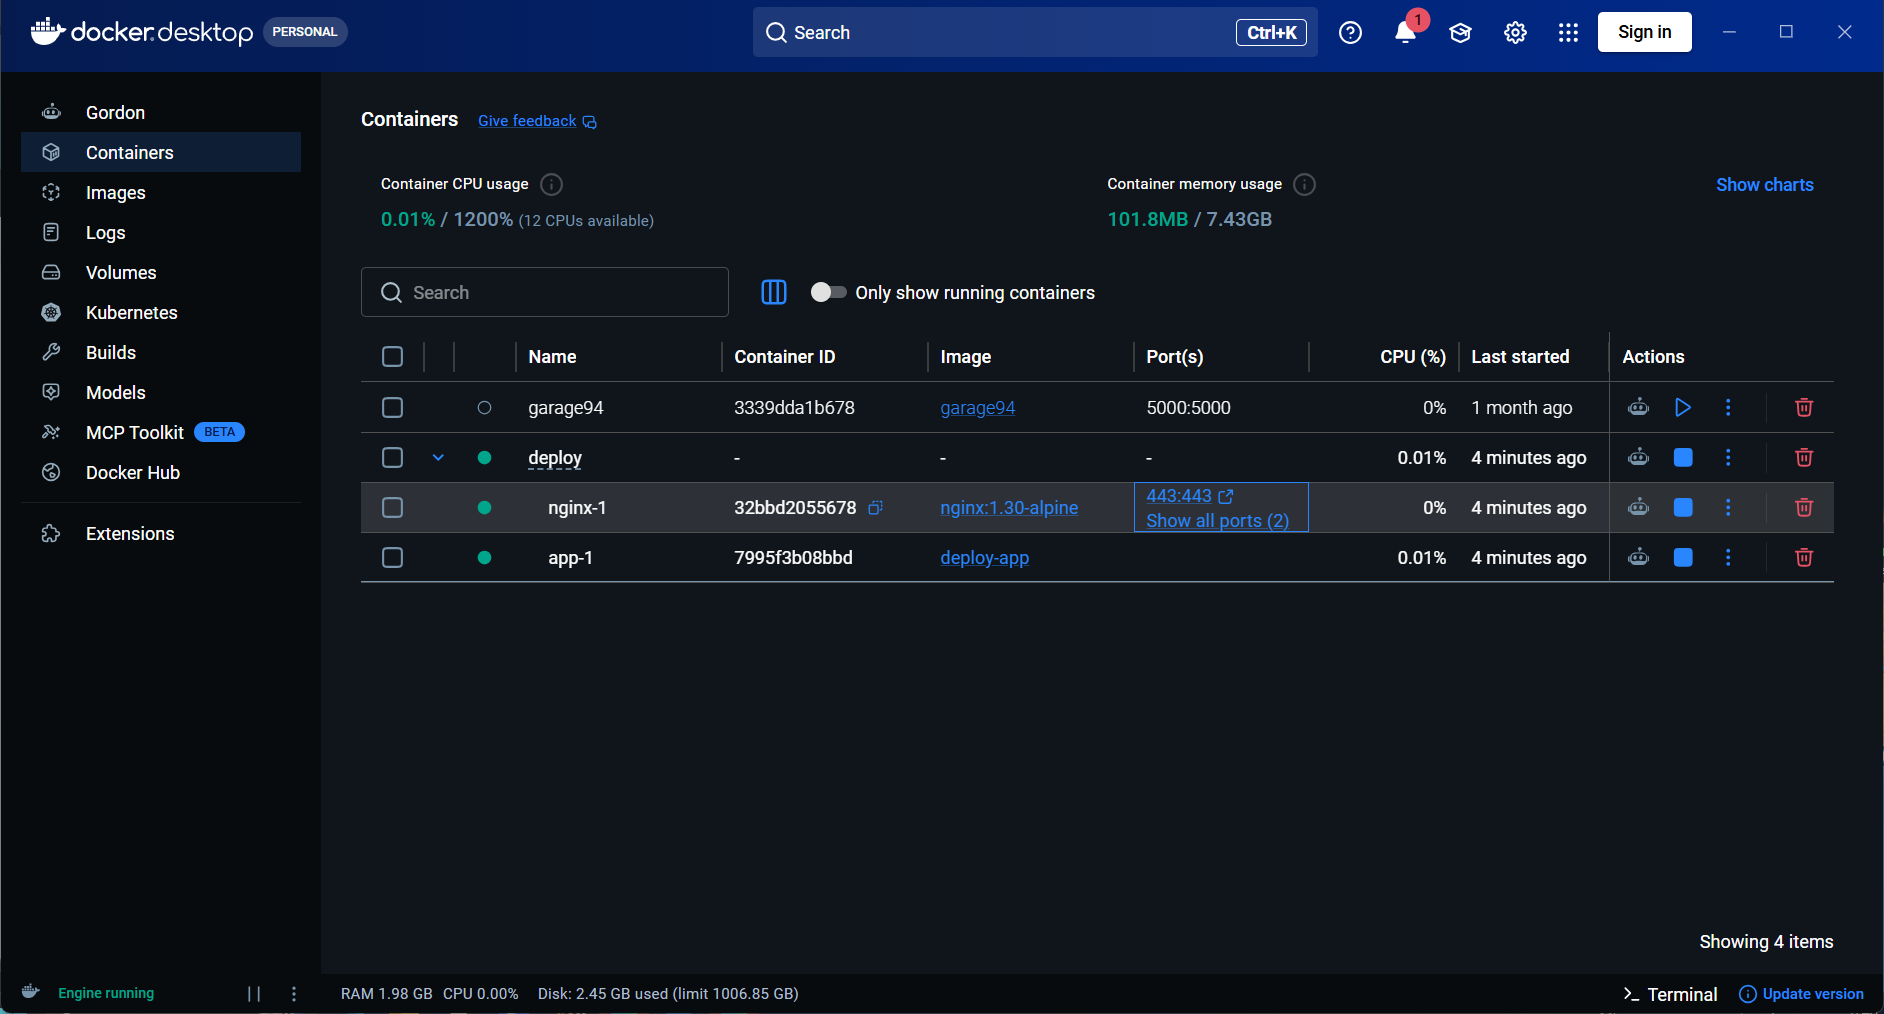 docker.desktop PERSONAL
Search Ctrl+K
1
Sign in
Gordon
Containers
Images
Logs
Volumes
Kubernetes
Builds
Models
MCP Toolkit BETA
Docker Hub
Extensions
Containers Give feedback
Container CPU usage
0.01% / 1200% (12 CPUs available)
Container memory usage
101.8MB / 7.43GB
Show charts
Search
Only show running containers
Name Container ID Image Port(s) CPU (%) Last started Actions
garage94 3339dda1b678 garage94 5000:5000 0% 1 month ago
deploy - - - 0.01% 4 minutes ago
nginx-1 32bbd2055678 nginx:1.30-alpine 443:443 0% 4 minutes ago
Show all ports (2)
app-1 7995f3b08bbd deploy-app 0.01% 4 minutes ago
Showing 4 items
Engine running
RAM 1.98 GB CPU 0.00% Disk: 2.45 GB used (limit 1006.85 GB)
Terminal
Update version